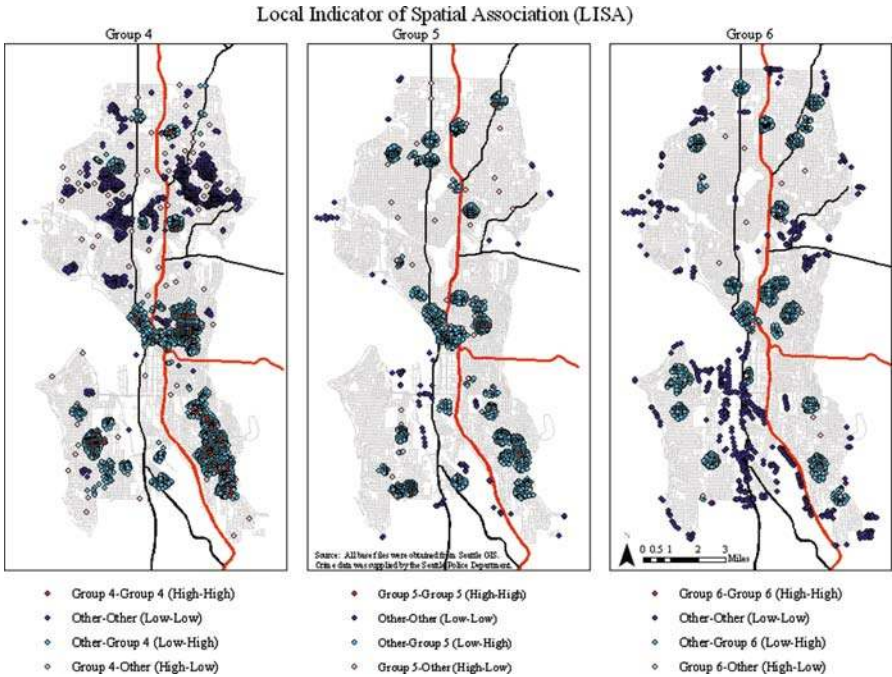 Local Indicator of Spatial Association (LISA)
Group 4
Group 5
Group 6
Source: All base files were obtained from Seattle GIS.
Crime data was supplied by the Seattle Police Department.
0 0.5 1 2 3
Miles
Group 4-Group 4 (High-High)
Other-Other (Low-Low)
Other-Group 4 (Low-High)
Group 4-Other (High-Low)
Group 5-Group 5 (High-High)
Other-Other (Low-Low)
Other-Group 5 (Low-High)
Group 5-Other (High-Low)
Group 6-Group 6 (High-High)
Other-Other (Low-Low)
Other-Group 6 (Low-High)
Group 6-Other (High-Low)